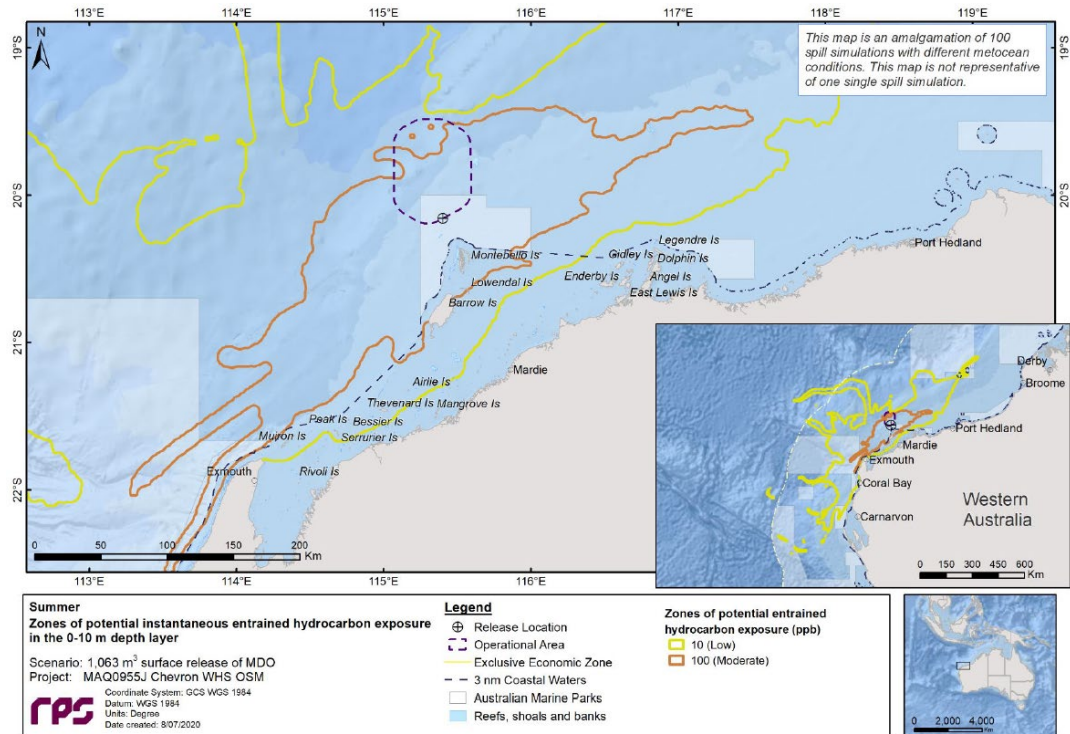 113°E
114°E
115°E
116°E
117°E
118°E
119°E
19°S
20°S
21°S
22°S
19°S
20°S
N
This map is an amalgamation of 100
spill simulations with different metocean
conditions. This map is not representative
of one single spill simulation.
Port Hedland
Legendre Is
Gidley Is
Dolphin Is
Montebello Is
Enderby Is
Angel Is
Lowendal Is
East Lewis Is
Barrow Is
Mardie
Airlie Is
Thevenard Is
Mangrove Is
Peak Is
Bessier Is
Muiron Is
Serrurier Is
Exmouth
Rivoli Is
0 50 100 150 200
Km
113°E
114°E
115°E
116°E
Derby
Broome
Port Hedland
Mardie
Exmouth
Coral Bay
Carnarvon
Western
Australia
0 150 300 450 600
Km
Summer
Zones of potential instantaneous entrained hydrocarbon exposure
in the 0-10 m depth layer
Scenario: 1,063 m³ surface release of MDO
Project: MAQ0955J Chevron WHS OSM
rps
Coordinate System: GCS WGS 1984
Datum: WGS 1984
Units: Degree
Date created: 8/07/2020
Legend
Release Location
Operational Area
Exclusive Economic Zone
3 nm Coastal Waters
Australian Marine Parks
Reefs, shoals and banks
Zones of potential entrained
hydrocarbon exposure (ppb)
10 (Low)
100 (Moderate)
0 2,000 4,000
Km